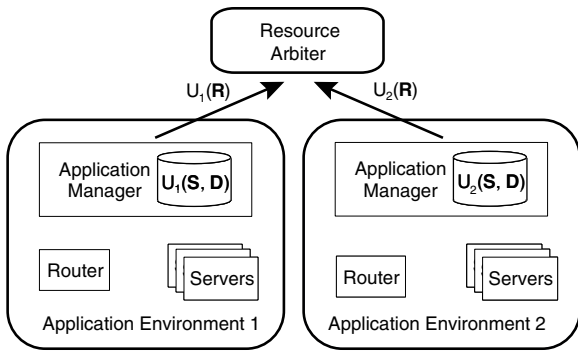 Resource
Arbiter
U₁(R)
U₂(R)
Application
Manager
U₁(S, D)
Application
Manager
U₂(S, D)
Router
Servers
Router
Servers
Application Environment 1
Application Environment 2